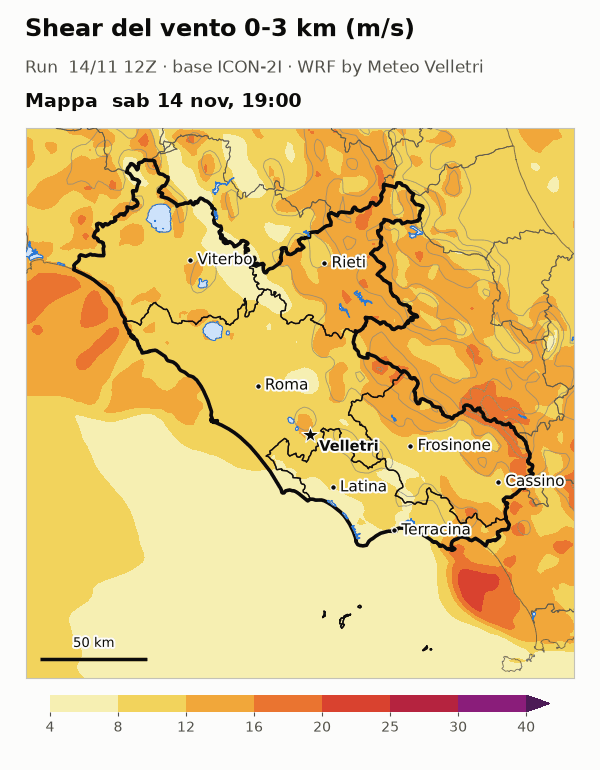 Shear del vento 0-3 km (m/s)
Run 14/11 12Z · base ICON-2I · WRF by Meteo Velletri
Mappa sab 14 nov, 19:00
Viterbo
Rieti
Roma
Velletri
Frosinone
Cassino
Latina
Terracina
50 km
4 8 12 16 20 25 30 40